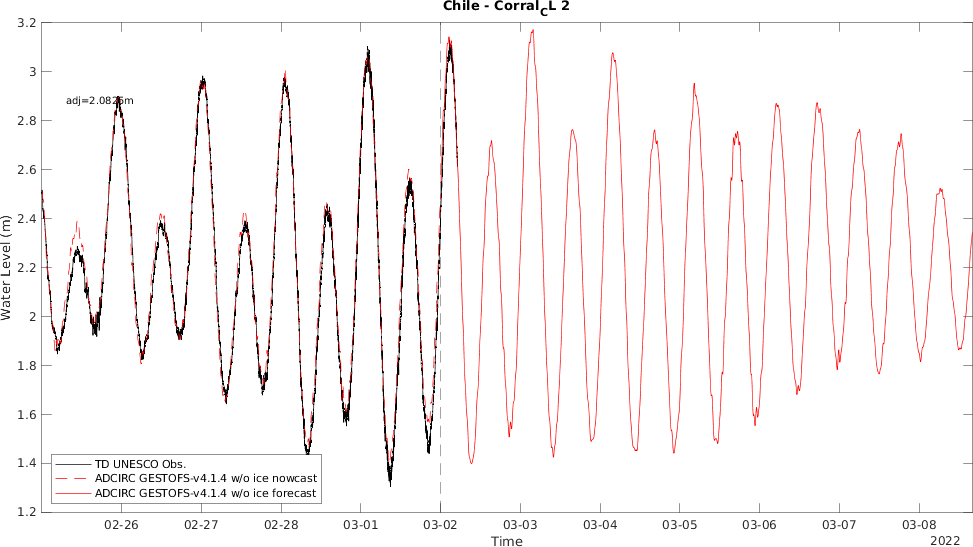 Chile - Corral_CL 2
3.2
3
2.8
2.6
2.4
2.2
2
1.8
1.6
1.4
1.2
Water Level (m)
adj=2.0826m
TD UNESCO Obs.
ADCIRC GESTOFS-v4.1.4 w/o ice nowcast
ADCIRC GESTOFS-v4.1.4 w/o ice forecast
02-26 02-27 02-28 03-01 03-02 03-03 03-04 03-05 03-06 03-07 03-08
Time
2022